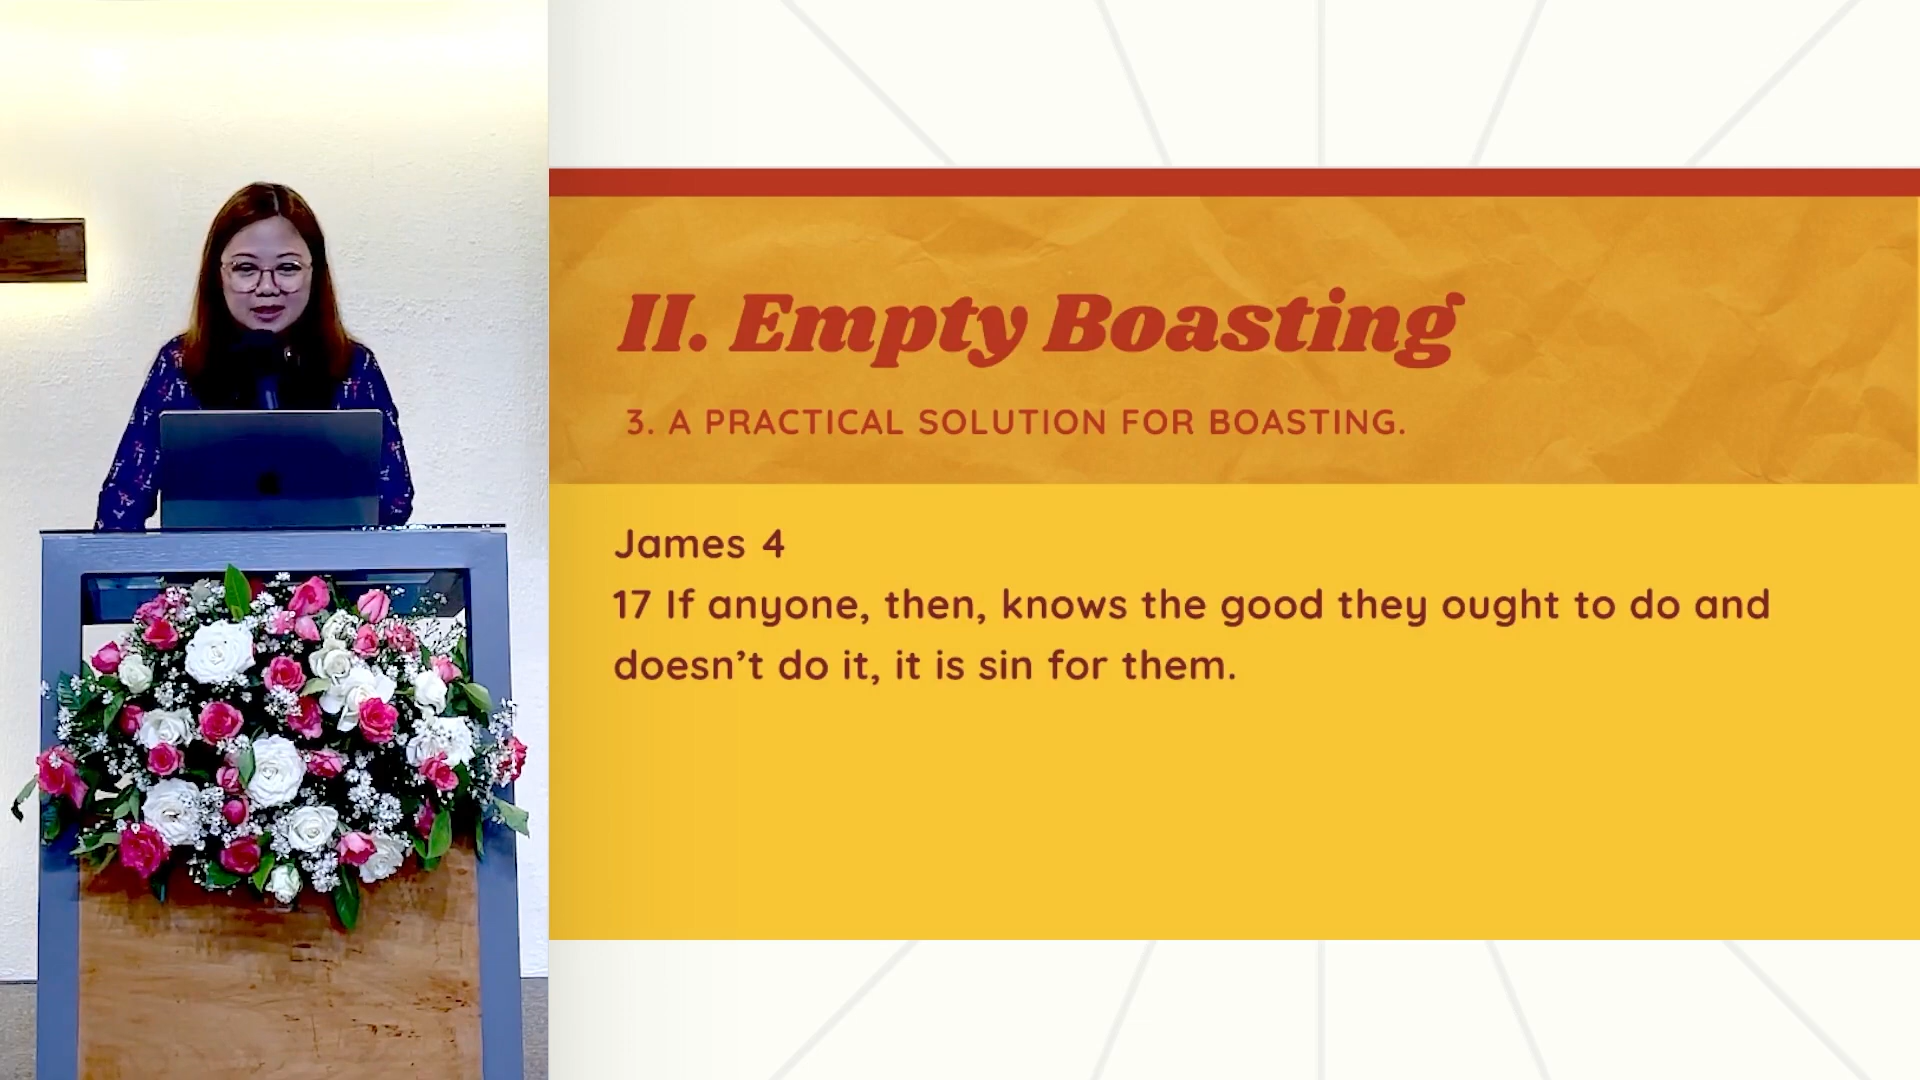 II. Empty Boasting
3. A PRACTICAL SOLUTION FOR BOASTING.
James 4
17 If anyone, then, knows the good they ought to do and
doesn’t do it, it is sin for them.